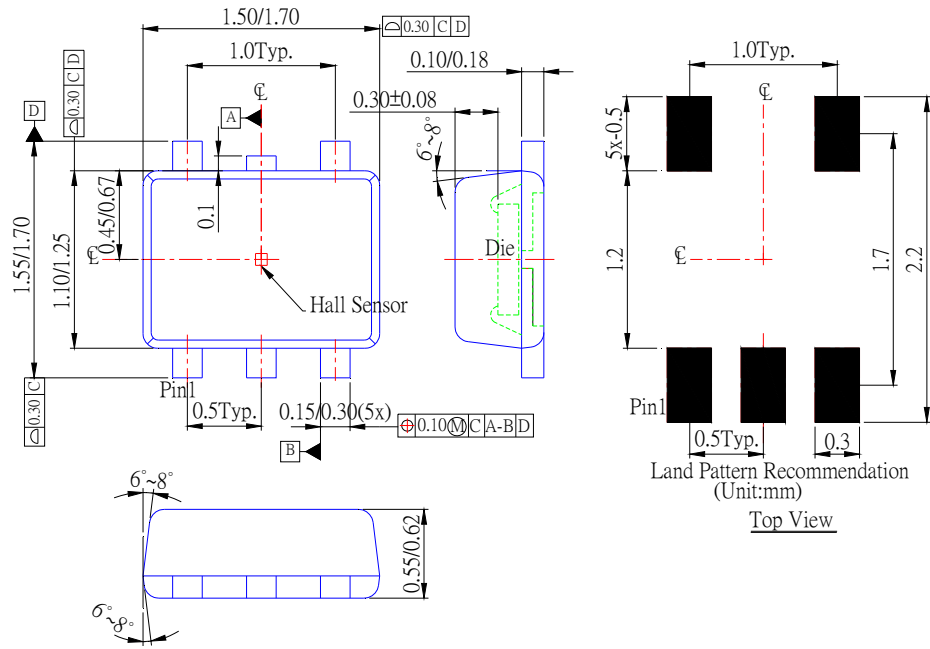 1.50/1.70
⌓ 0.30 C D
1.0Typ.
℄
0.10/0.18
0.30±0.08
1.0Typ.
℄
⌓ 0.30 C D
D
A
6°~8°
5x-0.5
1.55/1.70
1.10/1.25
0.45/0.67
0.1
℄
Die
1.2
℄
1.7
2.2
Hall Sensor
Pin1
0.5Typ.
0.15/0.30(5x)
⌓ 0.30 C
⌖ 0.10 Ⓜ C A-B D
B
Pin1
0.5Typ.
0.3
Land Pattern Recommendation
(Unit:mm)
Top View
6°~8°
0.55/0.62
6°~8°